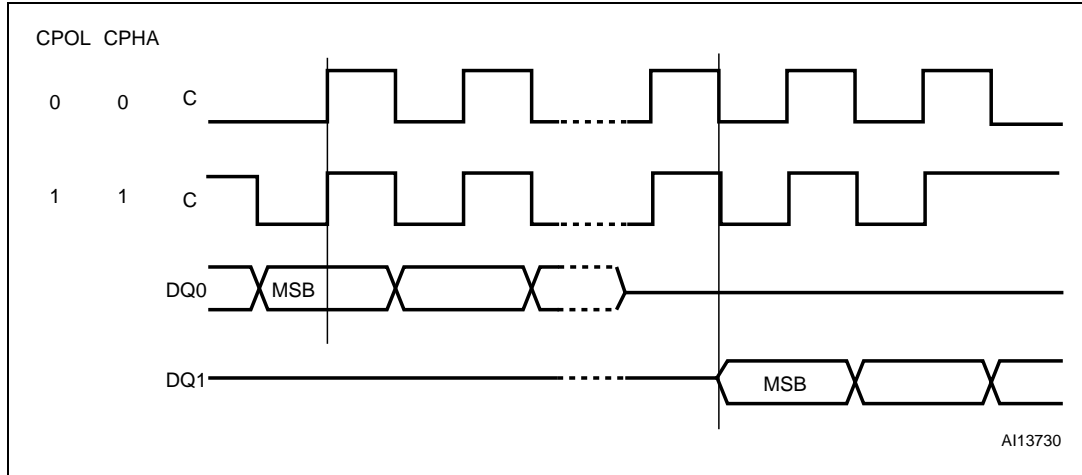 CPOL CPHA
0 0 C
1 1 C
DQ0 MSB
DQ1 MSB
AI13730